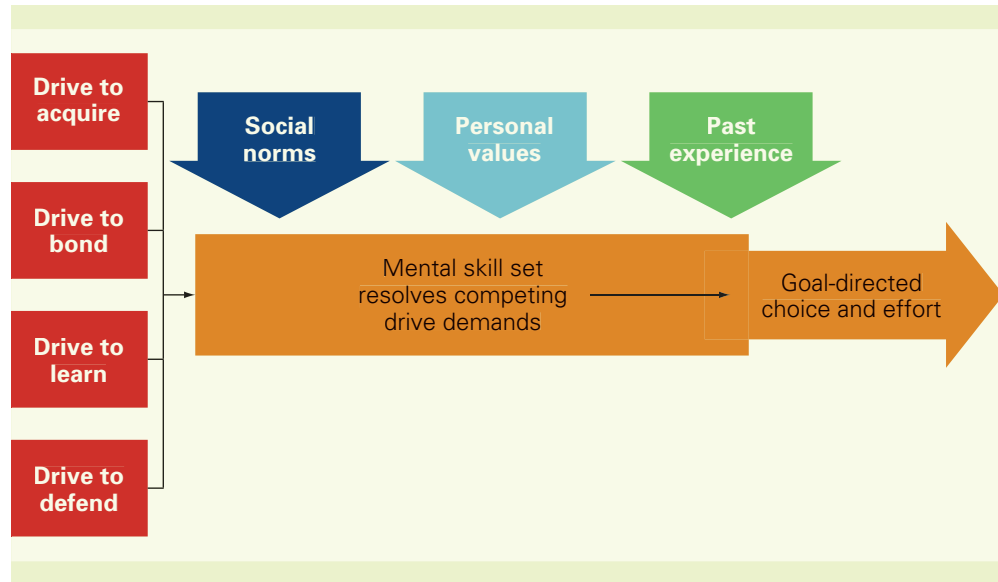 Drive to
acquire
Drive to
bond
Drive to
learn
Drive to
defend
Social
norms
Personal
values
Past
experience
Mental skill set
resolves competing
drive demands
Goal-directed
choice and effort